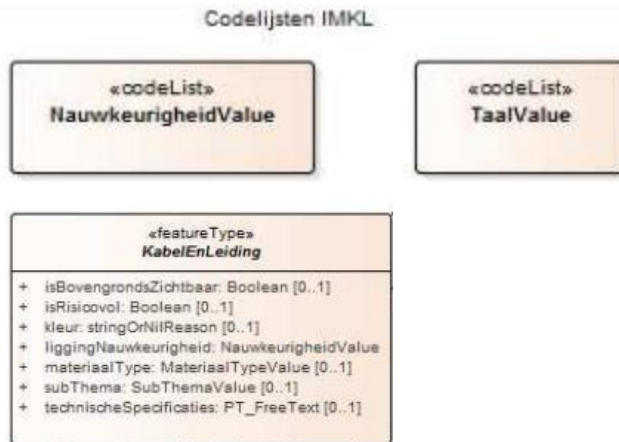 Codelijsten IMKL
«codeList»
NauwkeurigheidValue
«codeList»
TaalValue
«featureType»
KabelEnLeiding
+ isBovengrondsZichtbaar: Boolean [0..1]
+ isRisicovol: Boolean [0..1]
+ kleur: stringOrNilReason [0..1]
+ liggingNauwkeurigheid: NauwkeurigheidValue
+ materiaalType: MateriaalTypeValue [0..1]
+ subThema: SubThemaValue [0..1]
+ technischeSpecificaties: PT_FreeText [0..1]